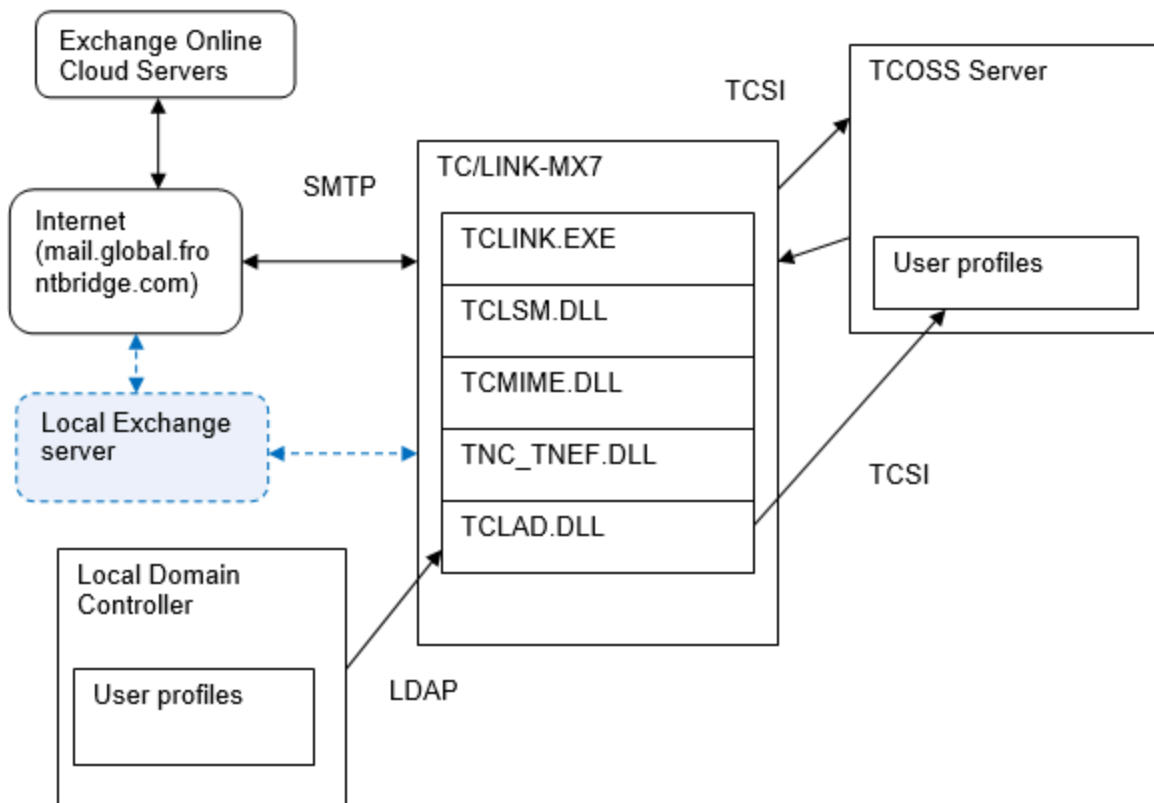 Exchange Online
Cloud Servers
TCOSS Server
TCSI
TC/LINK-MX7
SMTP
Internet
(mail.global.fro
ntbridge.com)
TCLINK.EXE
User profiles
TCLSM.DLL
TCMIME.DLL
Local Exchange
server
TNC_TNEF.DLL
TCSI
TCLAD.DLL
Local Domain
Controller
User profiles
LDAP